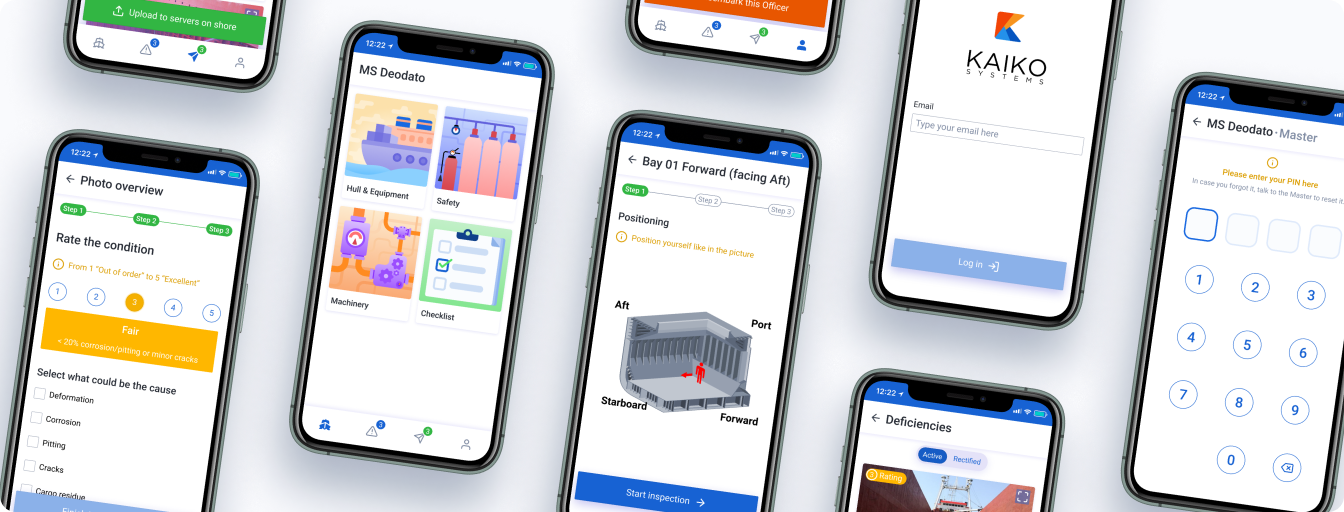 Upload to servers on shore
3
3
12:22
Photo overview
Step 1
Step 2
Step 3
Rate the condition
From 1 "Out of order" to 5 "Excellent"
1
2
3
4
5
Fair
< 20% corrosion/pitting or minor cracks
Select what could be the cause
Deformation
Corrosion
Pitting
Cracks
Caron residue
12:22
MS Deodato
Hull & Equipment
Safety
Machinery
Checklist
3
3
this Officer
3
3
12:22
Bay 01 Forward (facing Aft)
Step 1
Step 2
Step 3
Positioning
Position yourself like in the picture
Aft
Port
Starboard
Forward
Start inspection
KAIKO
SYSTEMS
Email
Type your email here
Log in
12:22
Deficiencies
Active
Rectified
3 Rating
12:22
MS Deodato · Master
Please enter your PIN here
In case you forgot it, talk to the Master to reset it
1
2
3
4
5
6
7
8
9
0